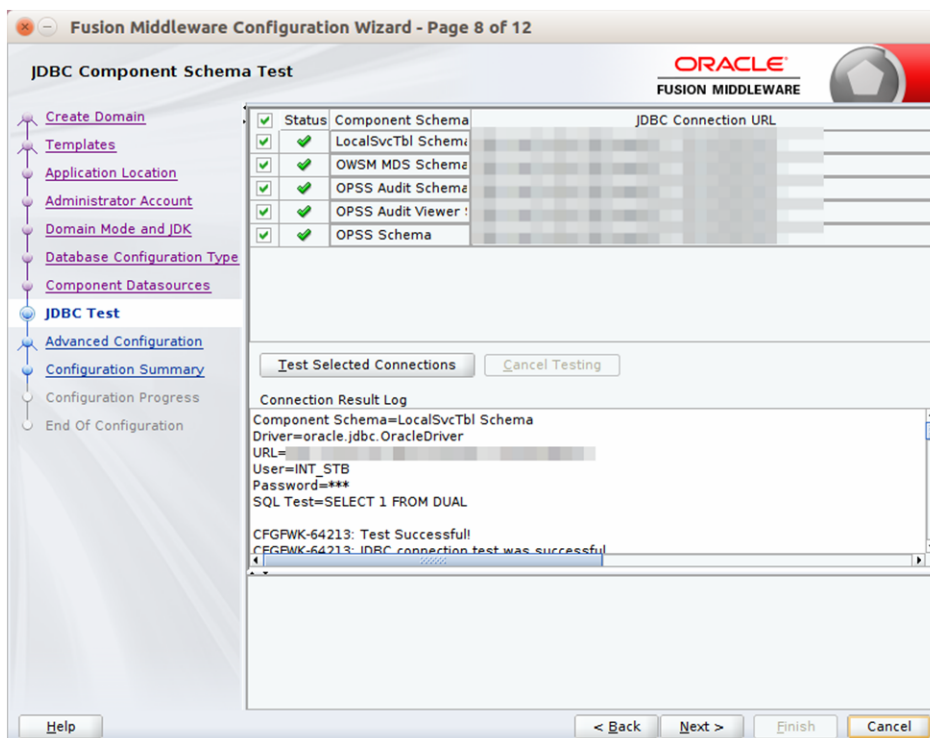 Fusion Middleware Configuration Wizard - Page 8 of 12
JDBC Component Schema Test
ORACLE
FUSION MIDDLEWARE
Create Domain
Templates
Application Location
Administrator Account
Domain Mode and JDK
Database Configuration Type
Component Datasources
JDBC Test
Advanced Configuration
Configuration Summary
Configuration Progress
End Of Configuration
Status Component Schema JDBC Connection URL
LocalSvcTbl Schema
OWSM MDS Schema
OPSS Audit Schema
OPSS Audit Viewer
OPSS Schema
Test Selected Connections Cancel Testing
Connection Result Log
Component Schema=LocalSvcTbl Schema
Driver=oracle.jdbc.OracleDriver
URL=
User=INT_STB
Password=***
SQL Test=SELECT 1 FROM DUAL
CFGFWK-64213: Test Successful!
CFGFWK-64213: JDBC connection test was successful
Help < Back Next > Finish Cancel